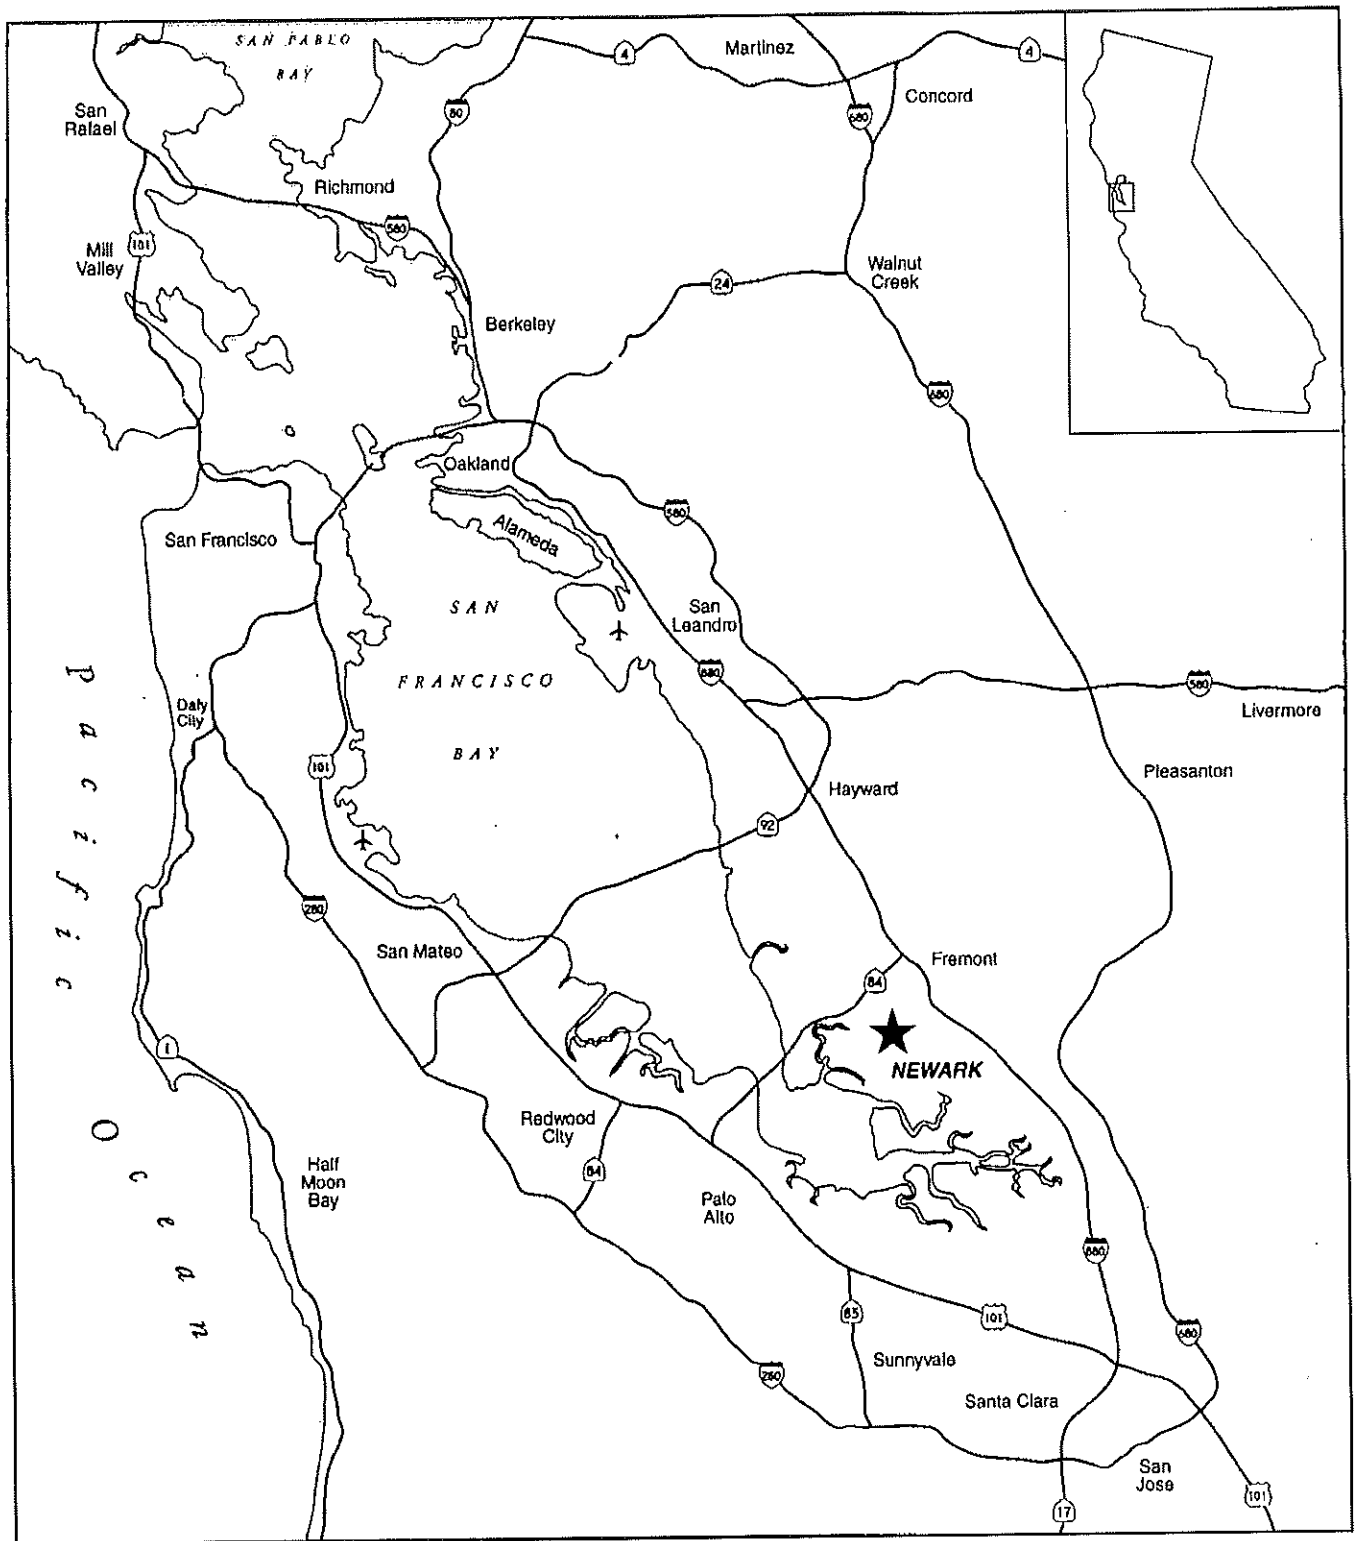 SAN PABLO
BAY
4
Martinez
4
80
680
Concord
San
Rafael
Richmond
580
101
Mill
Valley
Walnut
Creek
24
Berkeley
680
Oakland
580
Alameda
San Francisco
SAN
FRANCISCO
BAY
San
Leandro
880
580
Livermore
Daly
City
101
Pleasanton
Hayward
92
280
San Mateo
Fremont
84
NEWARK
1
Pacific
Ocean
Redwood
City
84
Half
Moon
Bay
Palo
Alto
880
85
101
680
Sunnyvale
280
Santa Clara
San
Jose
17
101